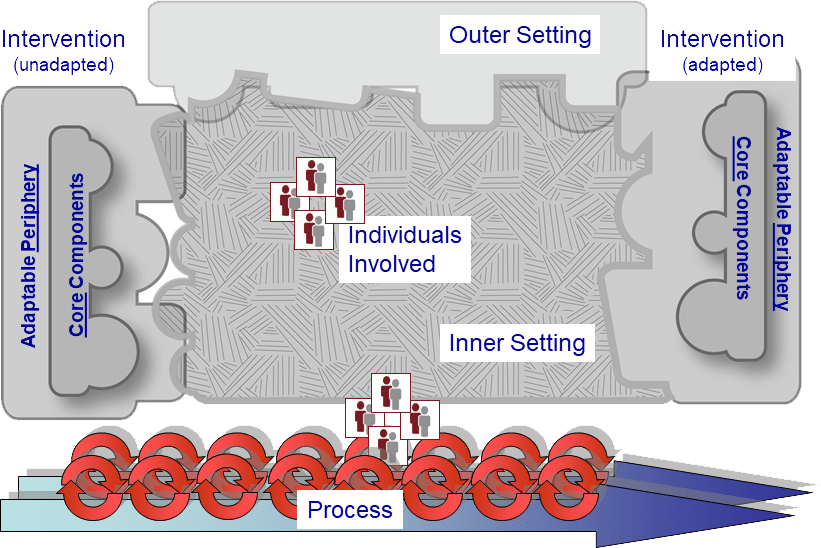 Outer Setting
Intervention
(unadapted)
Intervention
(adapted)
Adaptable Periphery
Core Components
Core Components
Adaptable Periphery
Individuals
Involved
Inner Setting
Process